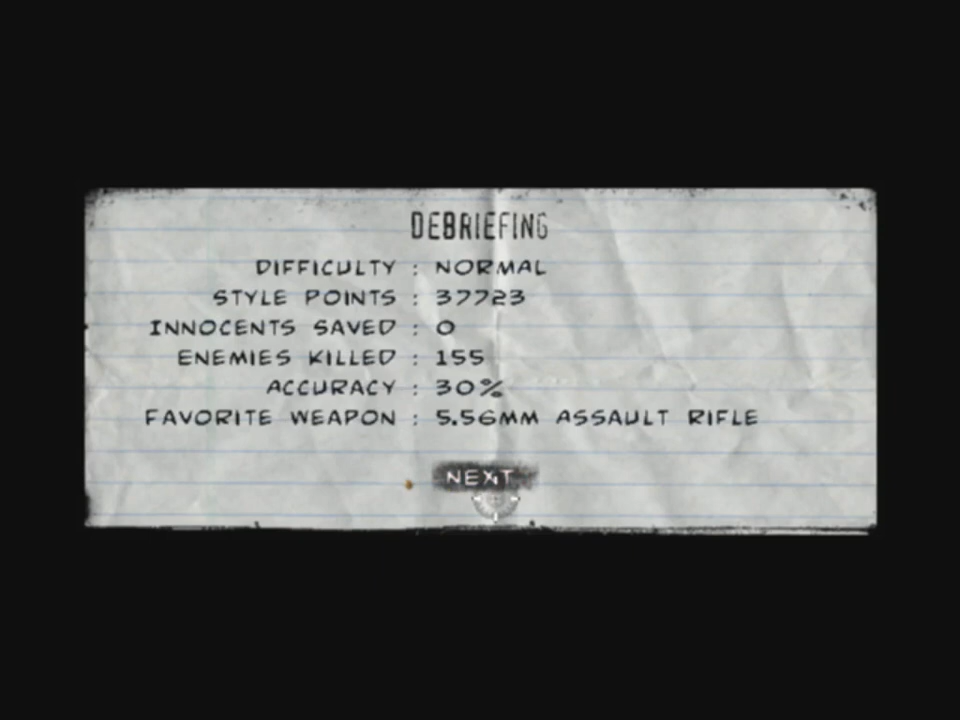 DEBRIEFING
DIFFICULTY : NORMAL
STYLE POINTS : 37723
INNOCENTS SAVED : 0
ENEMIES KILLED : 155
ACCURACY : 30%
FAVORITE WEAPON : 5.56MM ASSAULT RIFLE
NEXT